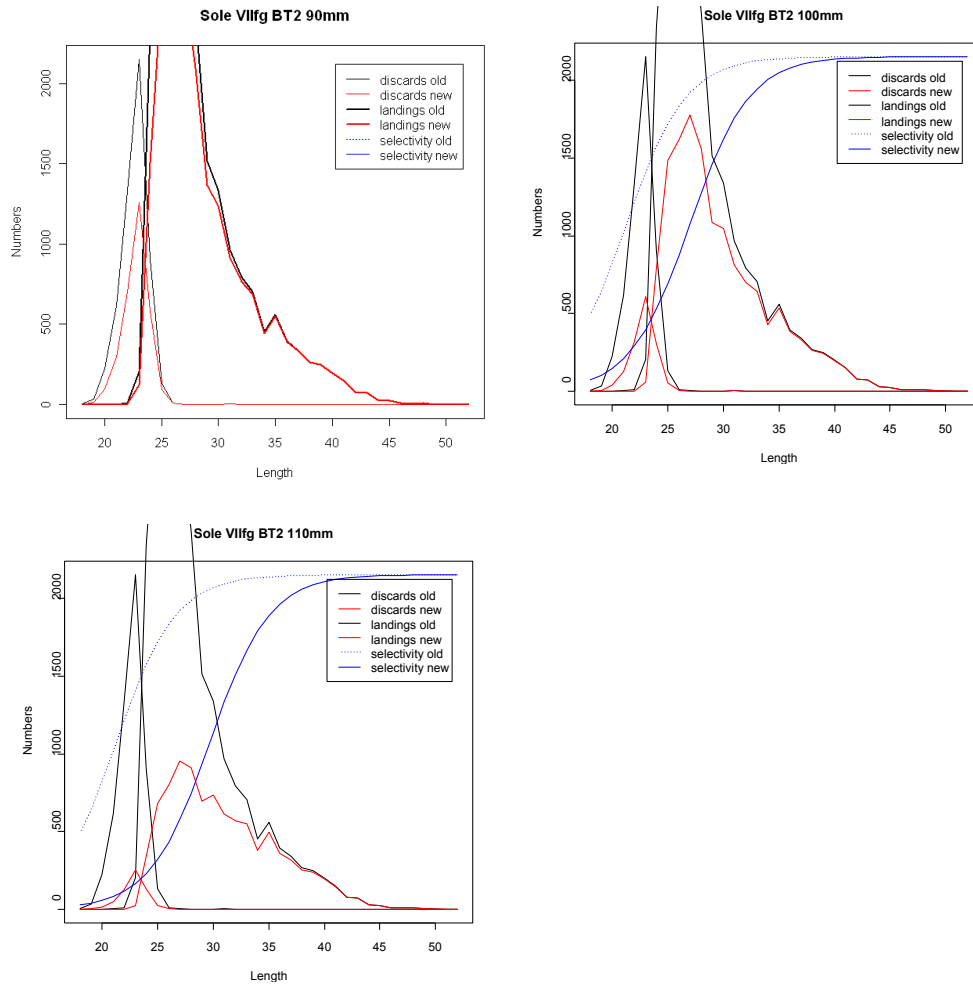 Sole VIIfg BT2 90mm
Numbers
2000
1500
1000
500
0
discards old
discards new
landings old
landings new
selectivity old
selectivity new
20 25 30 35 40 45 50
Length
Sole VIIfg BT2 100mm
Numbers
2000
1500
1000
500
0
discards old
discards new
landings old
landings new
selectivity old
selectivity new
20 25 30 35 40 45 50
Length
Sole VIIfg BT2 110mm
Numbers
2000
1500
1000
500
0
discards old
discards new
landings old
landings new
selectivity old
selectivity new
20 25 30 35 40 45 50
Length